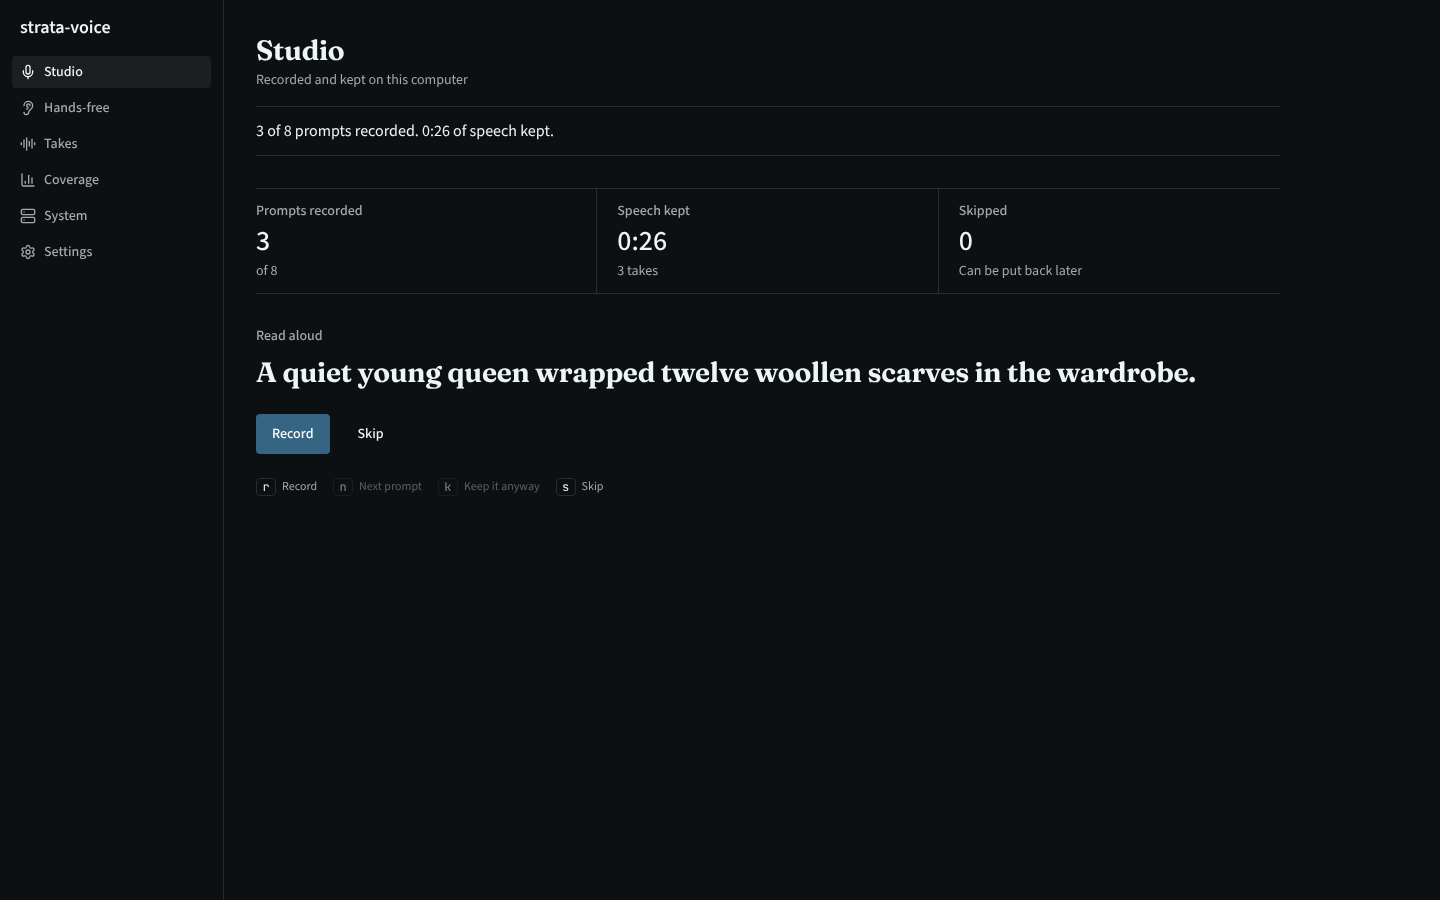 strata-voice
Studio
Hands-free
Takes
Coverage
System
Settings
Studio
Recorded and kept on this computer
3 of 8 prompts recorded. 0:26 of speech kept.
Prompts recorded
3
of 8
Speech kept
0:26
3 takes
Skipped
0
Can be put back later
Read aloud
A quiet young queen wrapped twelve woollen scarves in the wardrobe.
Record Skip
r Record n Next prompt k Keep it anyway s Skip